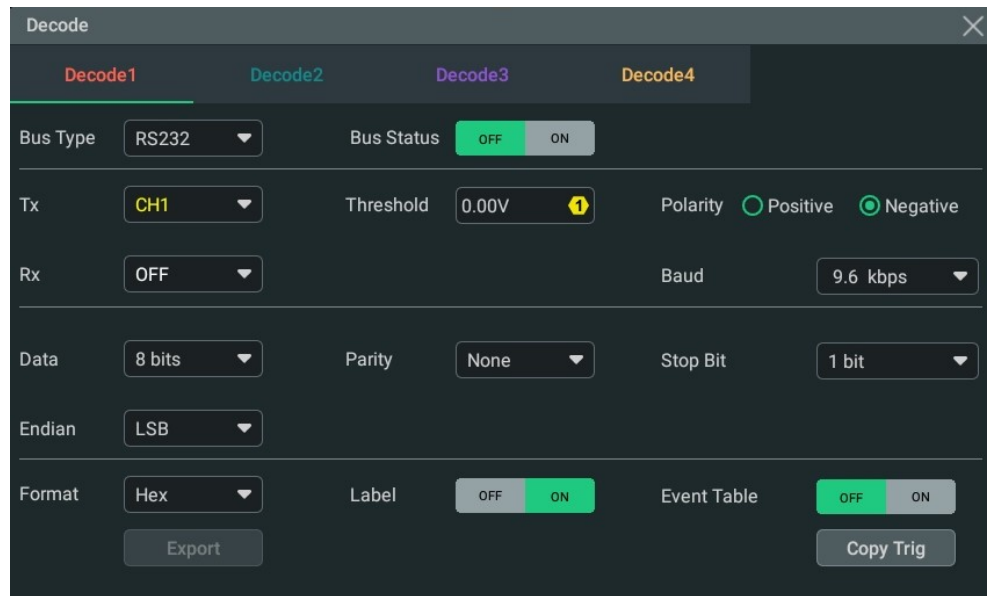 Decode
Decode1 Decode2 Decode3 Decode4
Bus Type RS232 Bus Status OFF ON
Tx CH1 Threshold 0.00V 1 Polarity Positive Negative
Rx OFF Baud 9.6 kbps
Data 8 bits Parity None Stop Bit 1 bit
Endian LSB
Format Hex Label OFF ON Event Table OFF ON
Export Copy Trig